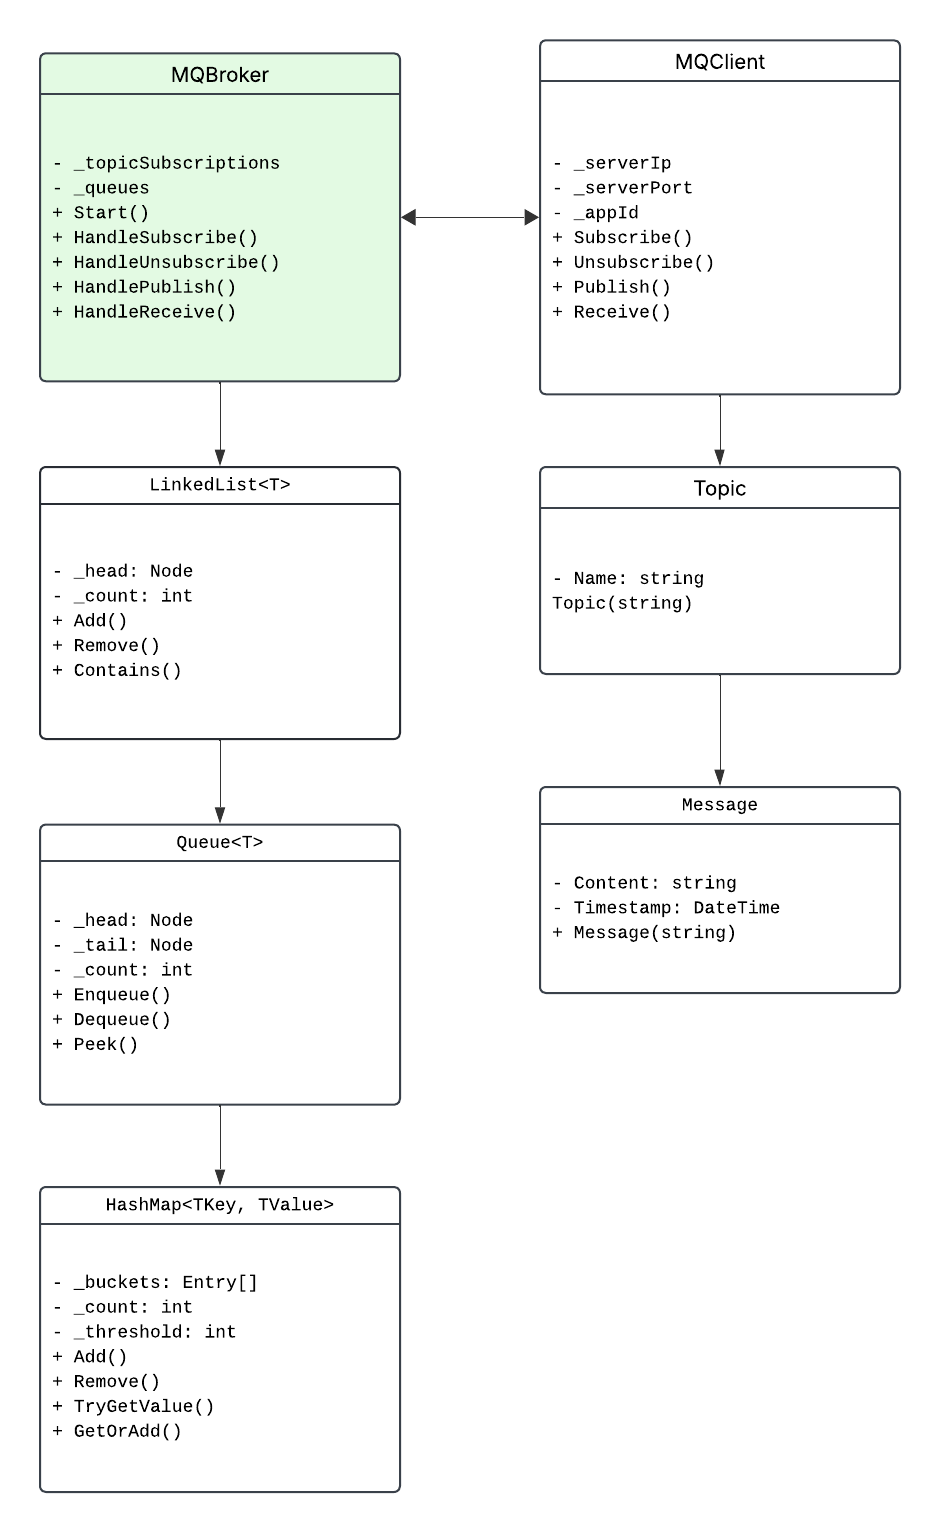 MQBroker
- _topicSubscriptions
- _queues
+ Start()
+ HandleSubscribe()
+ HandleUnsubscribe()
+ HandlePublish()
+ HandleReceive()
MQClient
- _serverIp
- _serverPort
- _appId
+ Subscribe()
+ Unsubscribe()
+ Publish()
+ Receive()
LinkedList<T>
- _head: Node
- _count: int
+ Add()
+ Remove()
+ Contains()
Topic
- Name: string
Topic(string)
Queue<T>
- _head: Node
- _tail: Node
- _count: int
+ Enqueue()
+ Dequeue()
+ Peek()
Message
- Content: string
- Timestamp: DateTime
+ Message(string)
HashMap<TKey, TValue>
- _buckets: Entry[]
- _count: int
- _threshold: int
+ Add()
+ Remove()
+ TryGetValue()
+ GetOrAdd()